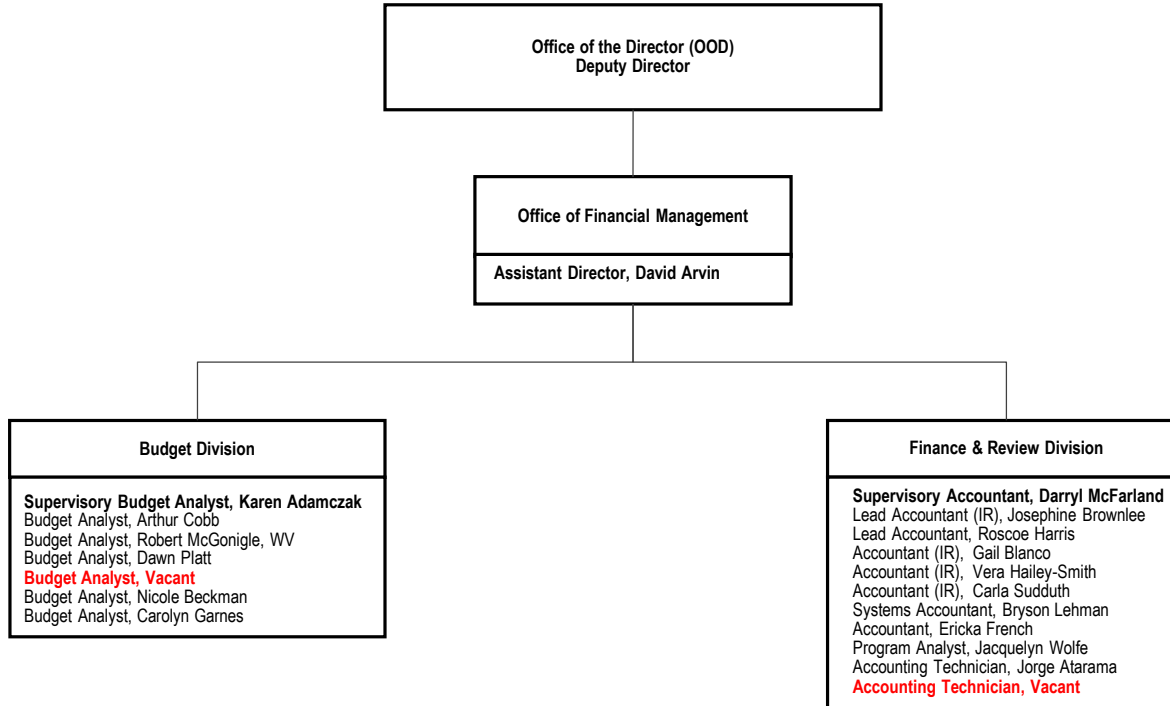 Office of the Director (OOD)
Deputy Director
Office of Financial Management
Assistant Director, David Arvin
Budget Division
Supervisory Budget Analyst, Karen Adamczak
Budget Analyst, Arthur Cobb
Budget Analyst, Robert McGonigle, WV
Budget Analyst, Dawn Platt
Budget Analyst, Vacant
Budget Analyst, Nicole Beckman
Budget Analyst, Carolyn Garnes
Finance & Review Division
Supervisory Accountant, Darryl McFarland
Lead Accountant (IR), Josephine Brownlee
Lead Accountant, Roscoe Harris
Accountant (IR), Gail Blanco
Accountant (IR), Vera Hailey-Smith
Accountant (IR), Carla Sudduth
Systems Accountant, Bryson Lehman
Accountant, Ericka French
Program Analyst, Jacquelyn Wolfe
Accounting Technician, Jorge Atarama
Accounting Technician, Vacant